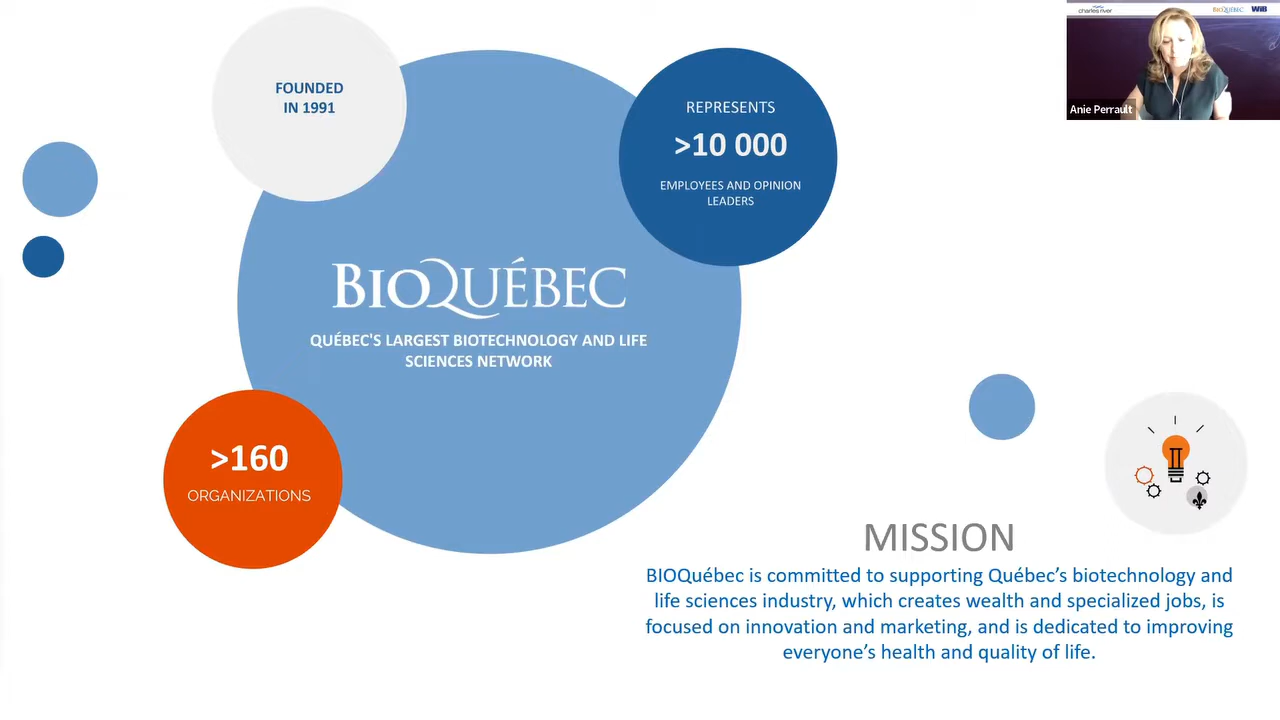 charles river
BIOQUÉBEC
WIB
Anie Perrault
FOUNDED
IN 1991
REPRESENTS
>10 000
EMPLOYEES AND OPINION
LEADERS
BIOQUÉBEC
QUÉBEC'S LARGEST BIOTECHNOLOGY AND LIFE
SCIENCES NETWORK
>160
ORGANIZATIONS
MISSION
BIOQuébec is committed to supporting Québec’s biotechnology and
life sciences industry, which creates wealth and specialized jobs, is
focused on innovation and marketing, and is dedicated to improving
everyone’s health and quality of life.